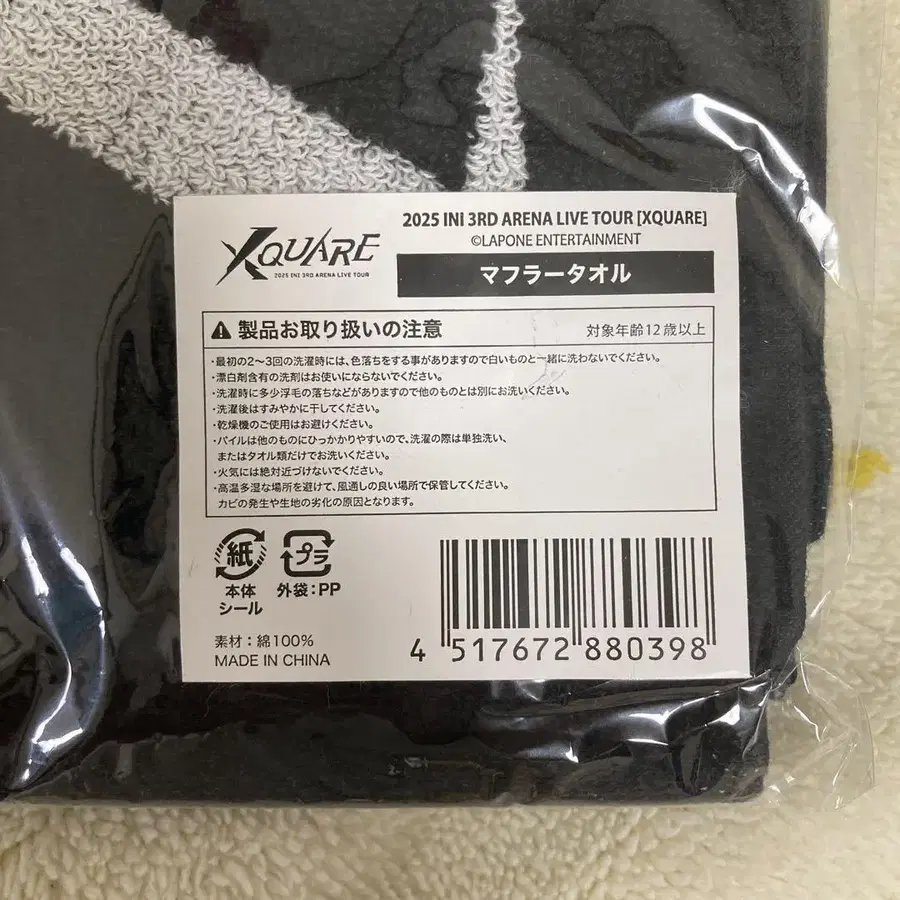 XQUARE
2025 INI 3RD ARENA LIVE TOUR
2025 INI 3RD ARENA LIVE TOUR [XQUARE]
©LAPONE ENTERTAINMENT
マフラータオル
製品お取り扱いの注意
対象年齢12歳以上
・最初の2〜3回の洗濯時には、色落ちをする事がありますので白いものと一緒に洗わないでください。
・漂白剤含有の洗剤はお使いにならないでください。
・洗濯時に多少浮毛の落ちなどがありますので他のものとは別にお洗いください。
・洗濯後はすみやかに干してください。
・乾燥機のご使用はお避けください。
・パイルは他のものにひっかかりやすいので、洗濯の際は単独洗い、
またはタオル類だけでお洗いください。
・火気には絶対近づけないでください。
・高温多湿な場所を避けて、風通しの良い場所で保管してください。
カビの発生や生地の劣化の原因となります。
紙
本体
シール
プラ
外袋:PP
素材:綿100%
MADE IN CHINA
4 517672 880398